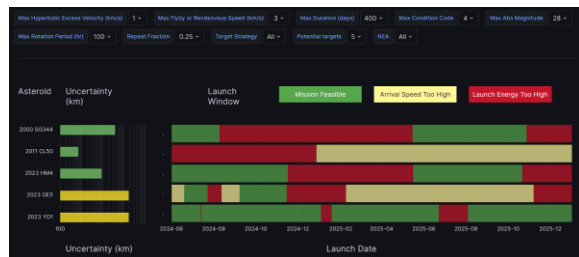 Max Hyperbolic Excess Velocity (km/s) 1 Max Flyby or Rendezvous Speed (km/s) 3 Max Duration (days) 400 Max Condition Code 4 Max Abs Magnitude 28
Max Rotation Period (hr) 100 Repeat Fraction 0.25 Target Strategy All Potential targets 5 NEA All
Asteroid Uncertainty (km) Launch Window Mission Feasible Arrival Speed Too High Launch Energy Too High
2000 SG344
2011 CL50
2023 HM4
2023 OE5
2023 YO1
100 2024-06 2024-08 2024-10 2024-12 2025-02 2025-04 2025-06 2025-08 2025-10 2025-12
Uncertainty (km) Launch Date